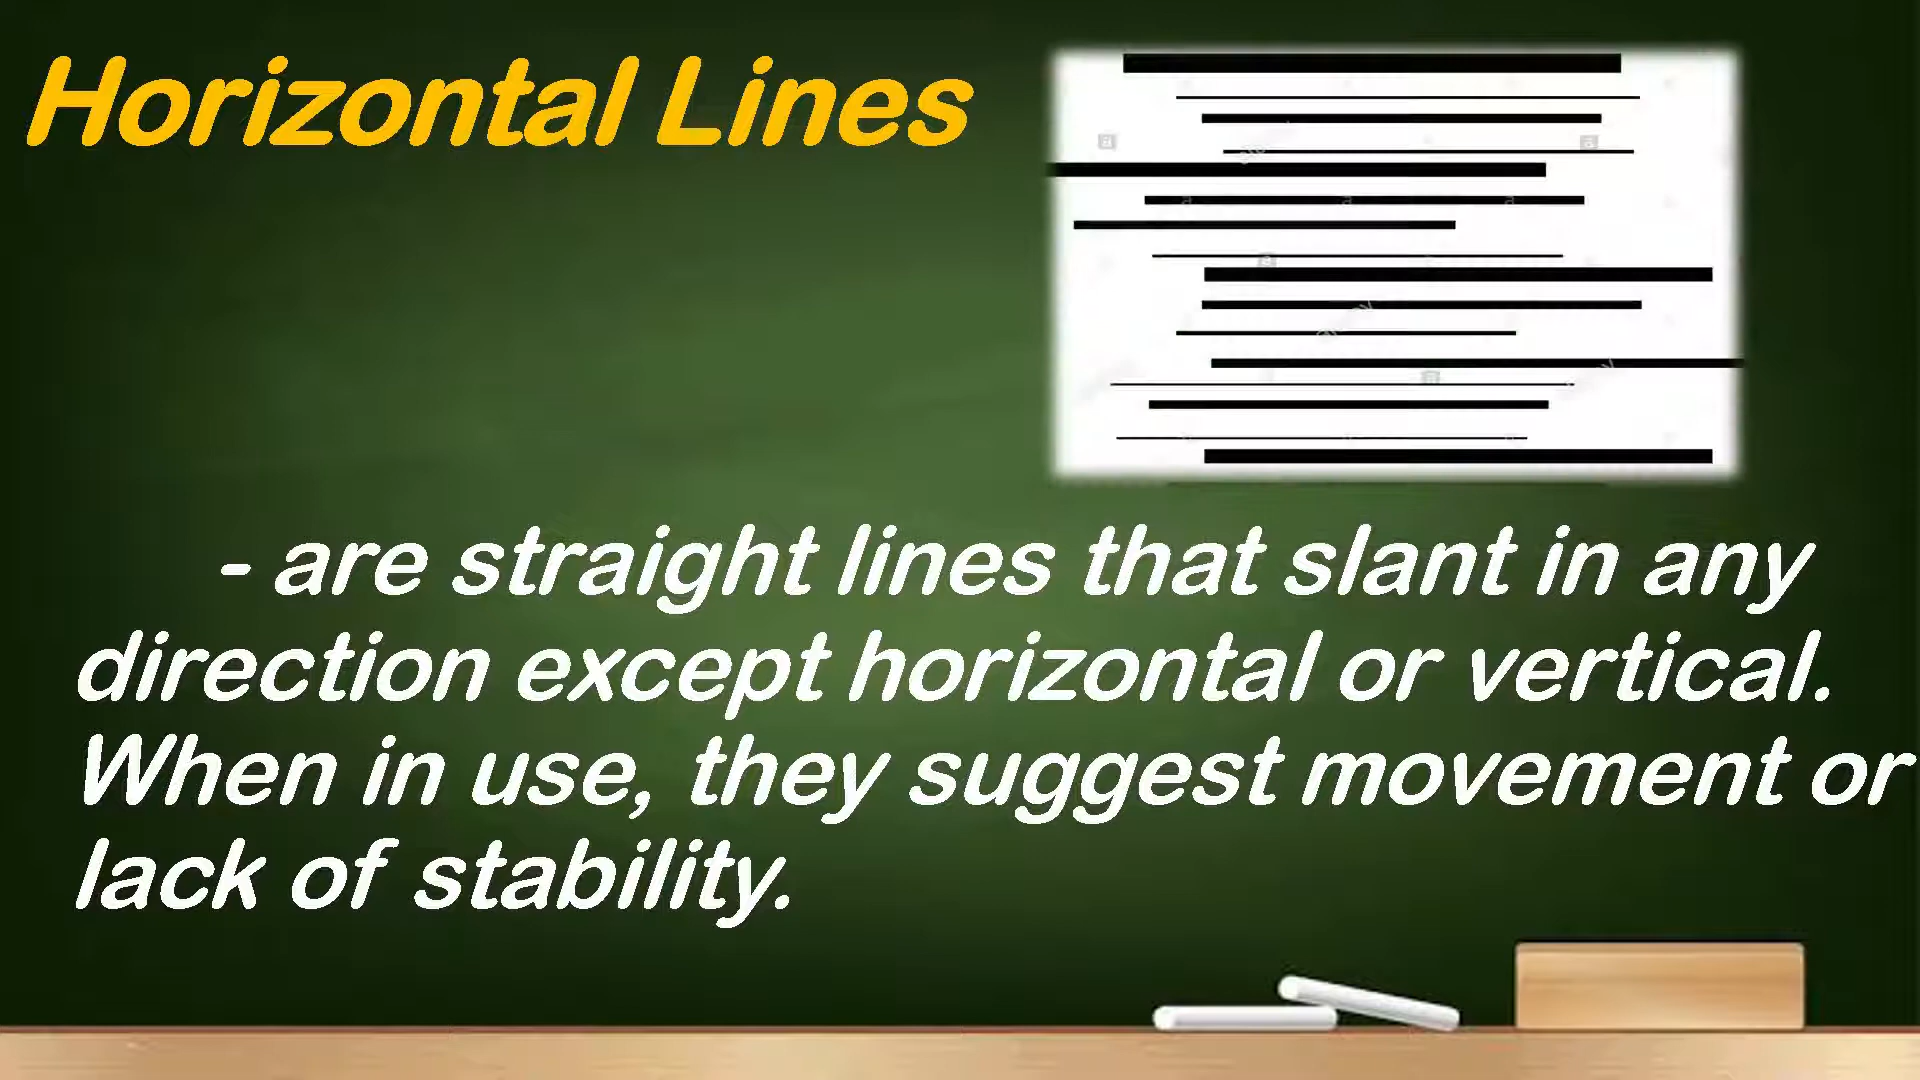 Horizontal Lines
- are straight lines that slant in any
direction except horizontal or vertical.
When in use, they suggest movement or
lack of stability.